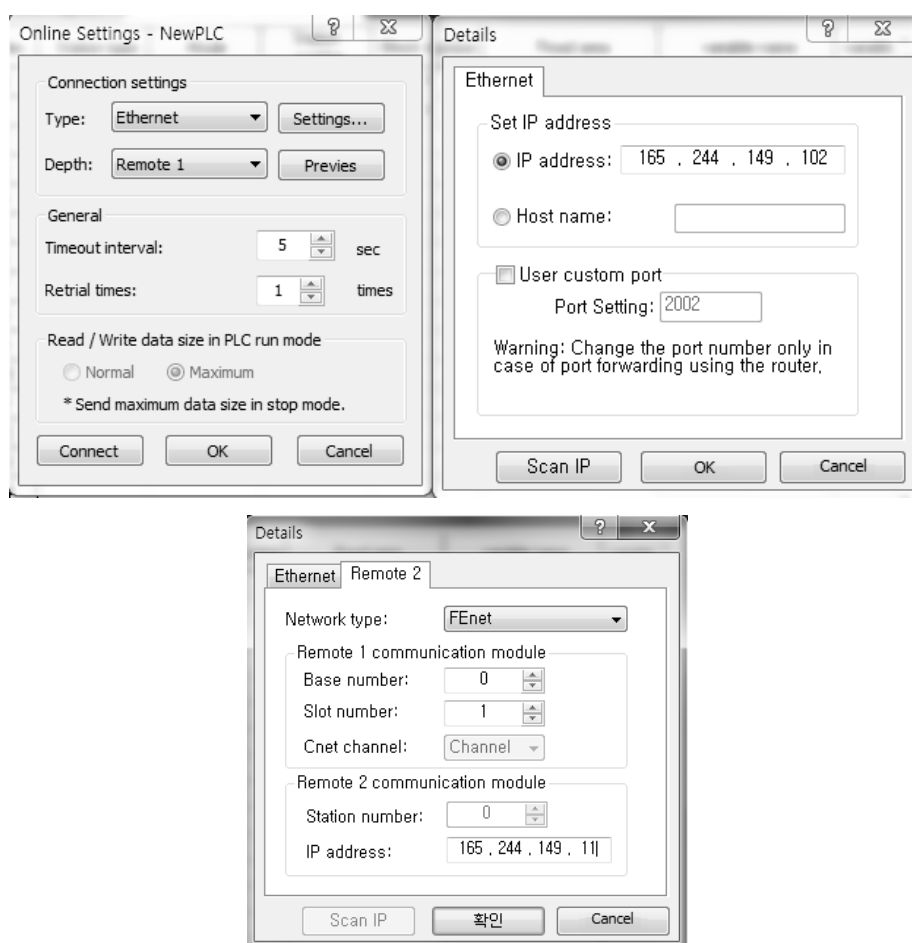 Online Settings - NewPLC
Connection settings
Type: Ethernet Settings...
Depth: Remote 1 Previes
General
Timeout interval: 5 sec
Retrial times: 1 times
Read / Write data size in PLC run mode
Normal Maximum
* Send maximum data size in stop mode.
Connect OK Cancel
Details
Ethernet
Set IP address
IP address: 165 . 244 . 149 . 102
Host name:
User custom port
Port Setting: 2002
Warning: Change the port number only in
case of port forwarding using the router.
Scan IP OK Cancel
Details
Ethernet Remote 2
Network type: FEnet
Remote 1 communication module
Base number: 0
Slot number: 1
Cnet channel: Channel
Remote 2 communication module
Station number: 0
IP address: 165 . 244 . 149 . 11
Scan IP 확인 Cancel